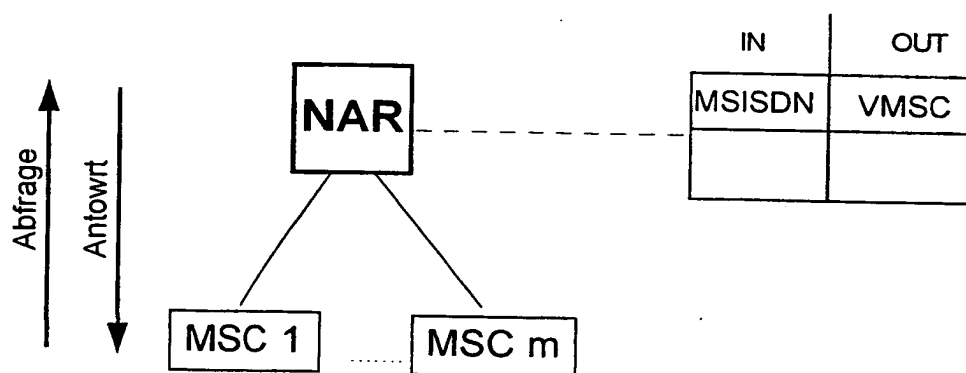 IN OUT
NAR
MSISDN VMSC
Abfrage
Antowrt
MSC 1 ........ MSC m